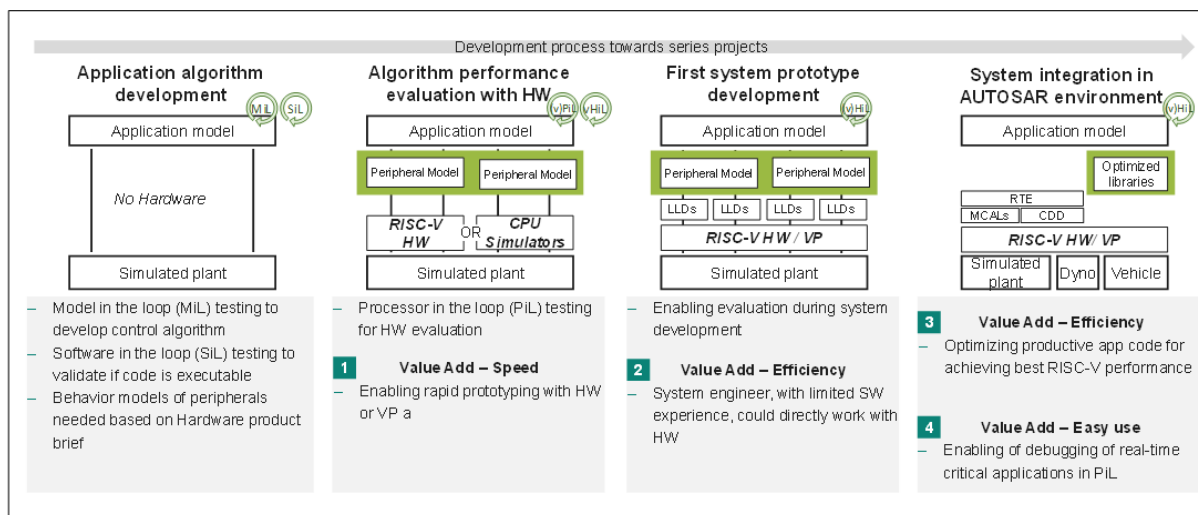 Development process towards series projects
Application algorithm
development
MiL
SiL
Application model
No Hardware
Simulated plant
– Model in the loop (MiL) testing to
develop control algorithm
– Software in the loop (SiL) testing to
validate if code is executable
– Behavior models of peripherals
needed based on Hardware product
brief
Algorithm performance
evaluation with HW
(v)PiL
vHiL
Application model
Peripheral Model
Peripheral Model
RISC-V
HW
OR
CPU
Simulators
Simulated plant
– Processor in the loop (PiL) testing
for HW evaluation
1 Value Add – Speed
– Enabling rapid prototyping with HW
or VP a
First system prototype
development
(v)HiL
Application model
Peripheral Model
Peripheral Model
LLDs
LLDs
LLDs
LLDs
RISC-V HW / VP
Simulated plant
– Enabling evaluation during system
development
2 Value Add – Efficiency
– System engineer, with limited SW
experience, could directly work with
HW
System integration in
AUTOSAR environment
(v)HiL
Application model
Optimized
libraries
RTE
MCALs
CDD
RISC-V HW/ VP
Simulated
plant
Dyno
Vehicle
3 Value Add – Efficiency
– Optimizing productive app code for
achieving best RISC-V performance
4 Value Add – Easy use
– Enabling of debugging of real-time
critical applications in PiL